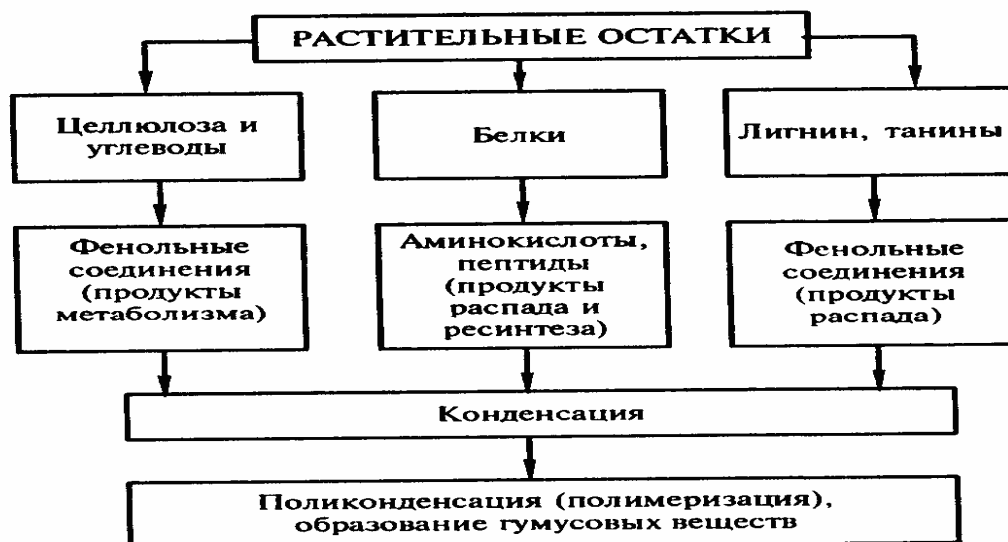 РАСТИТЕЛЬНЫЕ ОСТАТКИ
Целлюлоза и
углеводы
Белки
Лигнин, танины
Фенольные
соединения
(продукты
метаболизма)
Аминокислоты,
пептиды
(продукты
распада и
ресинтеза)
Фенольные
соединения
(продукты
распада)
Конденсация
Поликонденсация (полимеризация),
образование гумусовых веществ